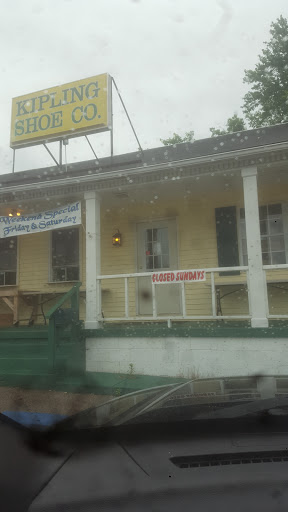 KIPLING
SHOE CO.
Weekend Special
Friday & Saturday
CLOSED SUNDAYS